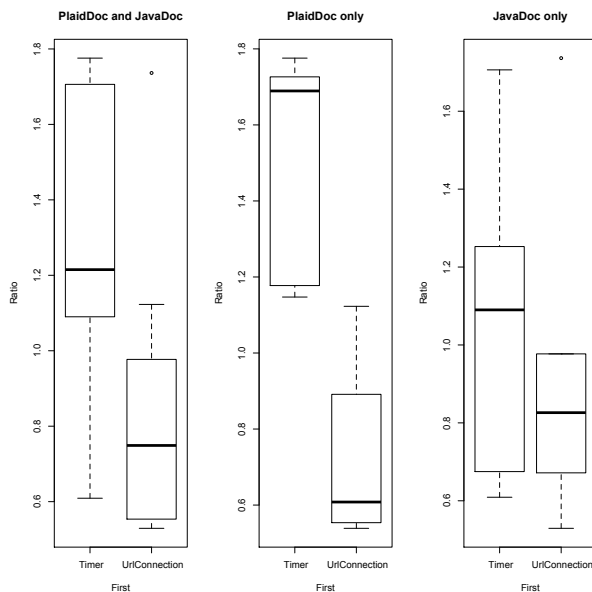 PlaidDoc and JavaDoc
Ratio
1.8
1.6
1.4
1.2
1.0
0.8
0.6
Timer UrlConnection
First
PlaidDoc only
Ratio
1.8
1.6
1.4
1.2
1.0
0.8
0.6
Timer UrlConnection
First
JavaDoc only
Ratio
1.6
1.4
1.2
1.0
0.8
0.6
Timer UrlConnection
First